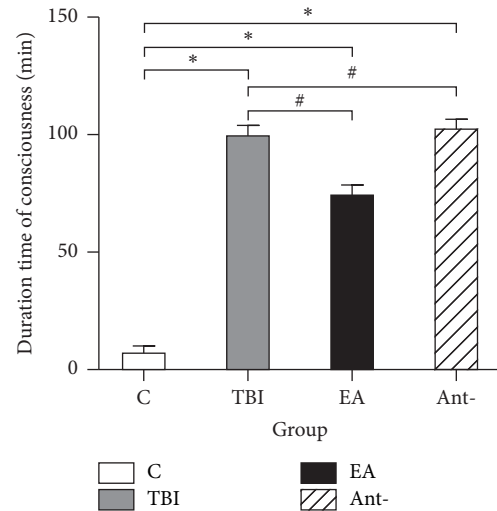 Duration time of consciousness (min)
150
100
50
0
*
*
*
#
#
C
TBI
EA
Ant-
Group
C
EA
TBI
Ant-